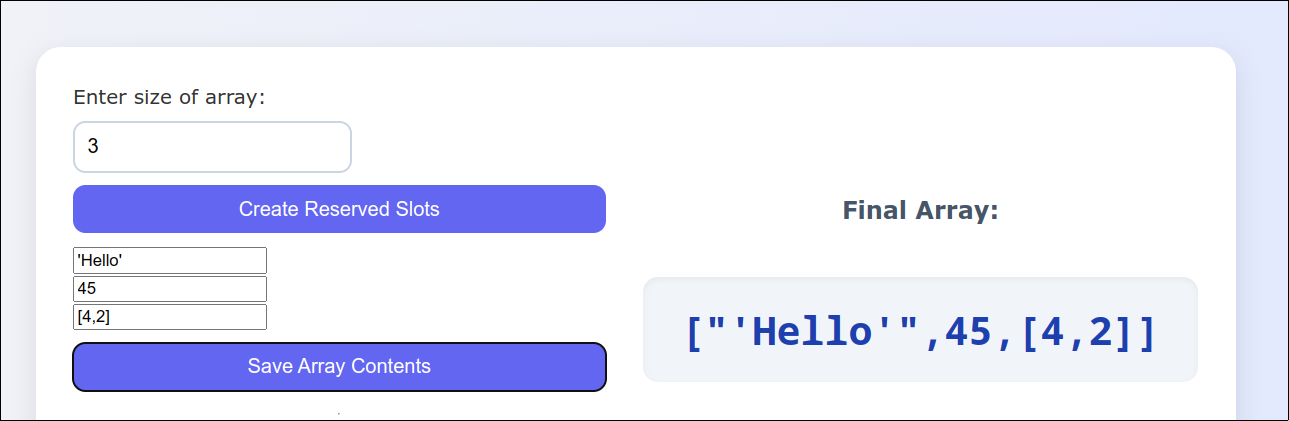 Enter size of array:
3
Create Reserved Slots
'Hello'
45
[4,2]
Save Array Contents
Final Array:
["'Hello'",45,[4,2]]